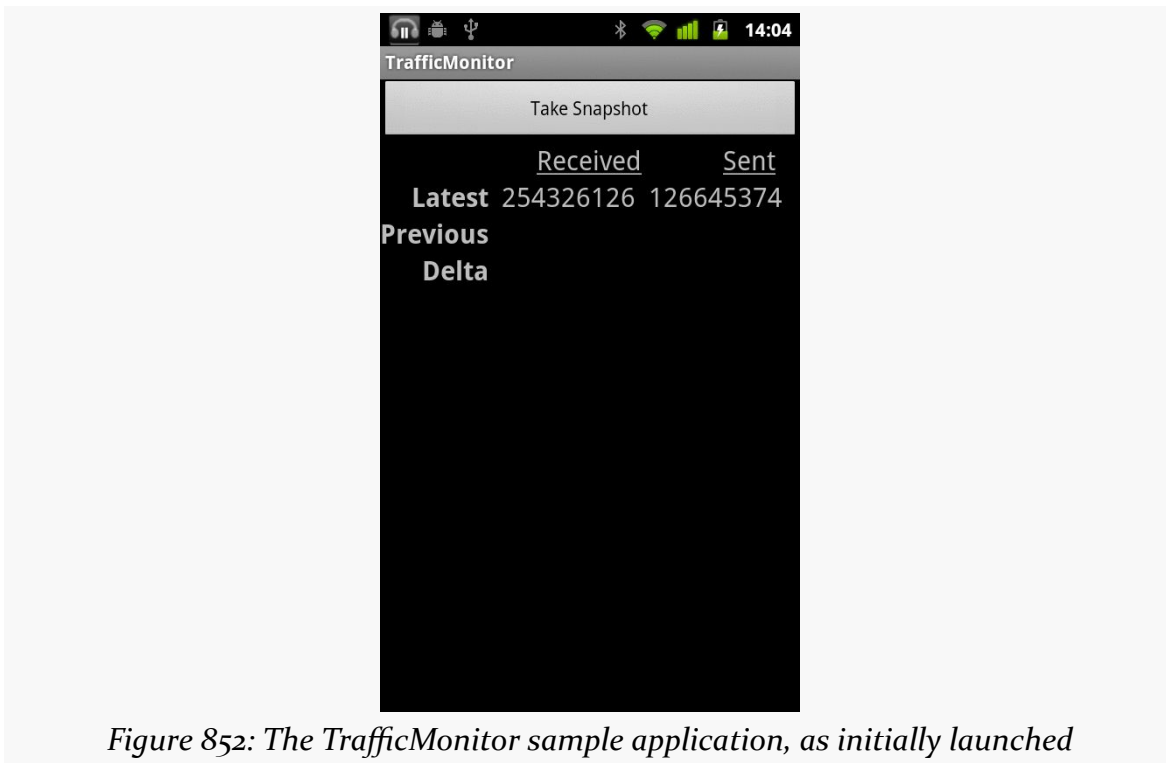 14:04
TrafficMonitor
Take Snapshot
Received Sent
Latest 254326126 126645374
Previous
Delta
Figure 852: The TrafficMonitor sample application, as initially launched